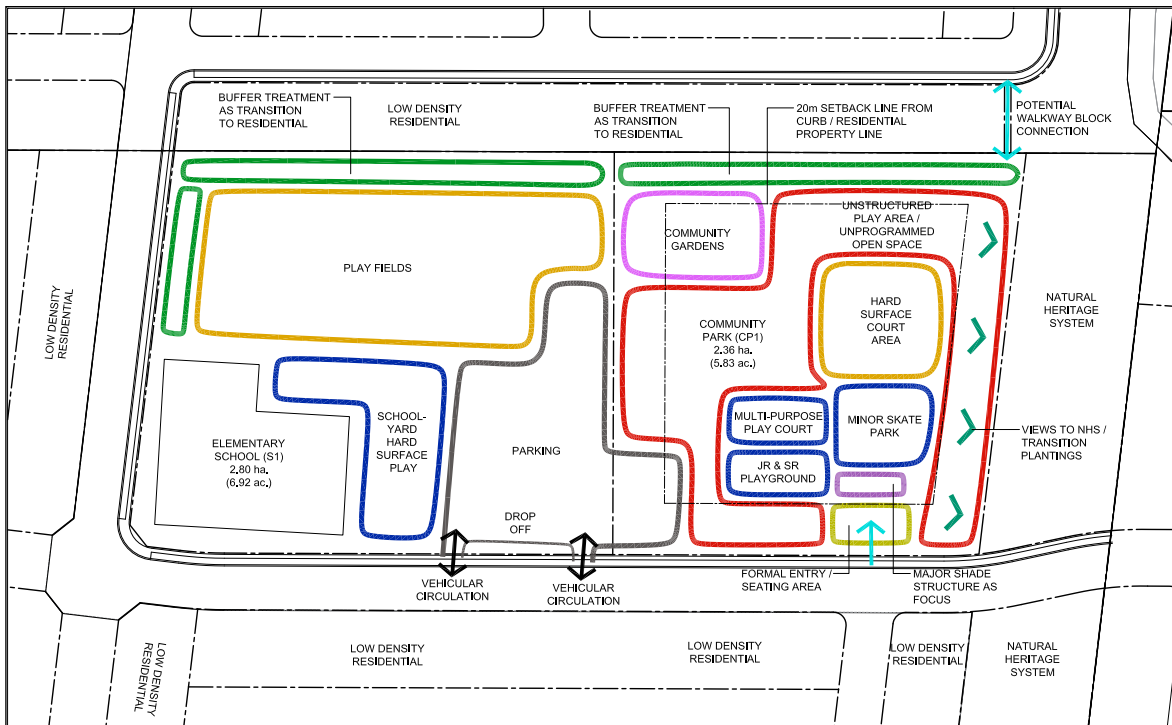 BUFFER TREATMENT
AS TRANSITION
TO RESIDENTIAL
LOW DENSITY
RESIDENTIAL
BUFFER TREATMENT
AS TRANSITION
TO RESIDENTIAL
20m SETBACK LINE FROM
CURB / RESIDENTIAL
PROPERTY LINE
POTENTIAL
WALKWAY BLOCK
CONNECTION
UNSTRUCTURED
PLAY AREA /
UNPROGRAMMED
OPEN SPACE
COMMUNITY
GARDENS
PLAY FIELDS
LOW DENSITY
RESIDENTIAL
HARD
SURFACE
COURT
AREA
NATURAL
HERITAGE
SYSTEM
COMMUNITY
PARK (CP1)
2.36 ha.
(5.83 ac.)
MULTI-PURPOSE
PLAY COURT
MINOR SKATE
PARK
SCHOOL-
YARD
HARD
SURFACE
PLAY
ELEMENTARY
SCHOOL (S1)
2.80 ha.
(6.92 ac.)
PARKING
JR & SR
PLAYGROUND
VIEWS TO NHS /
TRANSITION
PLANTINGS
DROP
OFF
VEHICULAR
CIRCULATION
VEHICULAR
CIRCULATION
FORMAL ENTRY /
SEATING AREA
MAJOR SHADE
STRUCTURE AS
FOCUS
LOW DENSITY
RESIDENTIAL
LOW DENSITY
RESIDENTIAL
LOW DENSITY
RESIDENTIAL
LOW DENSITY
RESIDENTIAL
NATURAL
HERITAGE
SYSTEM